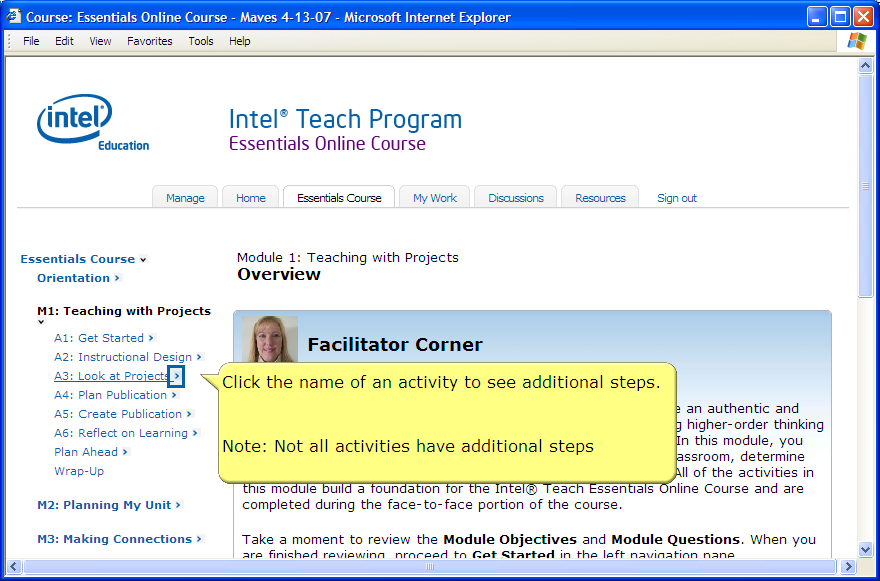 Course: Essentials Online Course - Maves 4-13-07 - Microsoft Internet Explorer
File Edit View Favorites Tools Help
intel®
Education
Intel® Teach Program
Essentials Online Course
Manage Home Essentials Course My Work Discussions Resources Sign out
Essentials Course
Orientation
M1: Teaching with Projects
A1: Get Started
A2: Instructional Design
A3: Look at Projects
A4: Plan Publication
A5: Create Publication
A6: Reflect on Learning
Plan Ahead
Wrap-Up
M2: Planning My Unit
M3: Making Connections
Module 1: Teaching with Projects
Overview
Facilitator Corner
Click the name of an activity to see additional steps.
Note: Not all activities have additional steps
e an authentic and
g higher-order thinking
In this module, you
assroom, determine
All of the activities in
this module build a foundation for the Intel® Teach Essentials Online Course and are
completed during the face-to-face portion of the course.
Take a moment to review the Module Objectives and Module Questions. When you
are finished reviewing, proceed to Get Started in the left navigation pane.